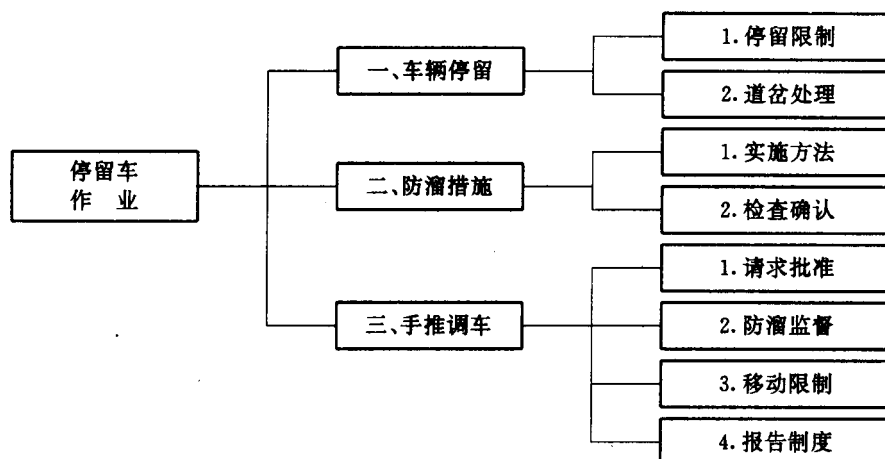 停留车
作 业
一、车辆停留
1.停留限制
2.道岔处理
二、防溜措施
1.实施方法
2.检查确认
三、手推调车
1.请求批准
2.防溜监督
3.移动限制
4.报告制度